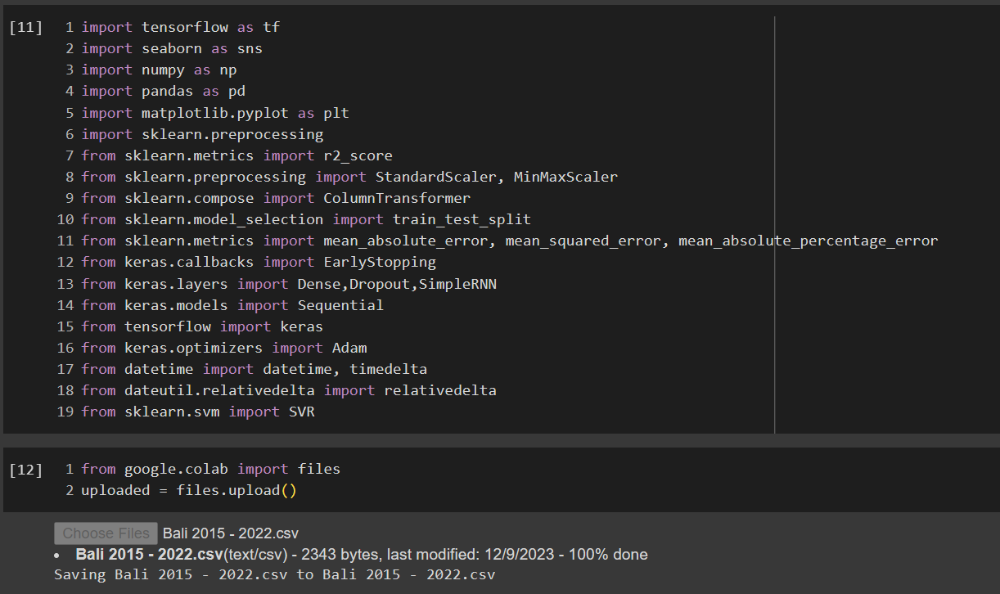 [11] 1 import tensorflow as tf
2 import seaborn as sns
3 import numpy as np
4 import pandas as pd
5 import matplotlib.pyplot as plt
6 import sklearn.preprocessing
7 from sklearn.metrics import r2_score
8 from sklearn.preprocessing import StandardScaler, MinMaxScaler
9 from sklearn.compose import ColumnTransformer
10 from sklearn.model_selection import train_test_split
11 from sklearn.metrics import mean_absolute_error, mean_squared_error, mean_absolute_percentage_error
12 from keras.callbacks import EarlyStopping
13 from keras.layers import Dense,Dropout,SimpleRNN
14 from keras.models import Sequential
15 from tensorflow import keras
16 from keras.optimizers import Adam
17 from datetime import datetime, timedelta
18 from dateutil.relativedelta import relativedelta
19 from sklearn.svm import SVR
[12] 1 from google.colab import files
2 uploaded = files.upload()
Choose Files Bali 2015 - 2022.csv
• Bali 2015 - 2022.csv(text/csv) - 2343 bytes, last modified: 12/9/2023 - 100% done
Saving Bali 2015 - 2022.csv to Bali 2015 - 2022.csv